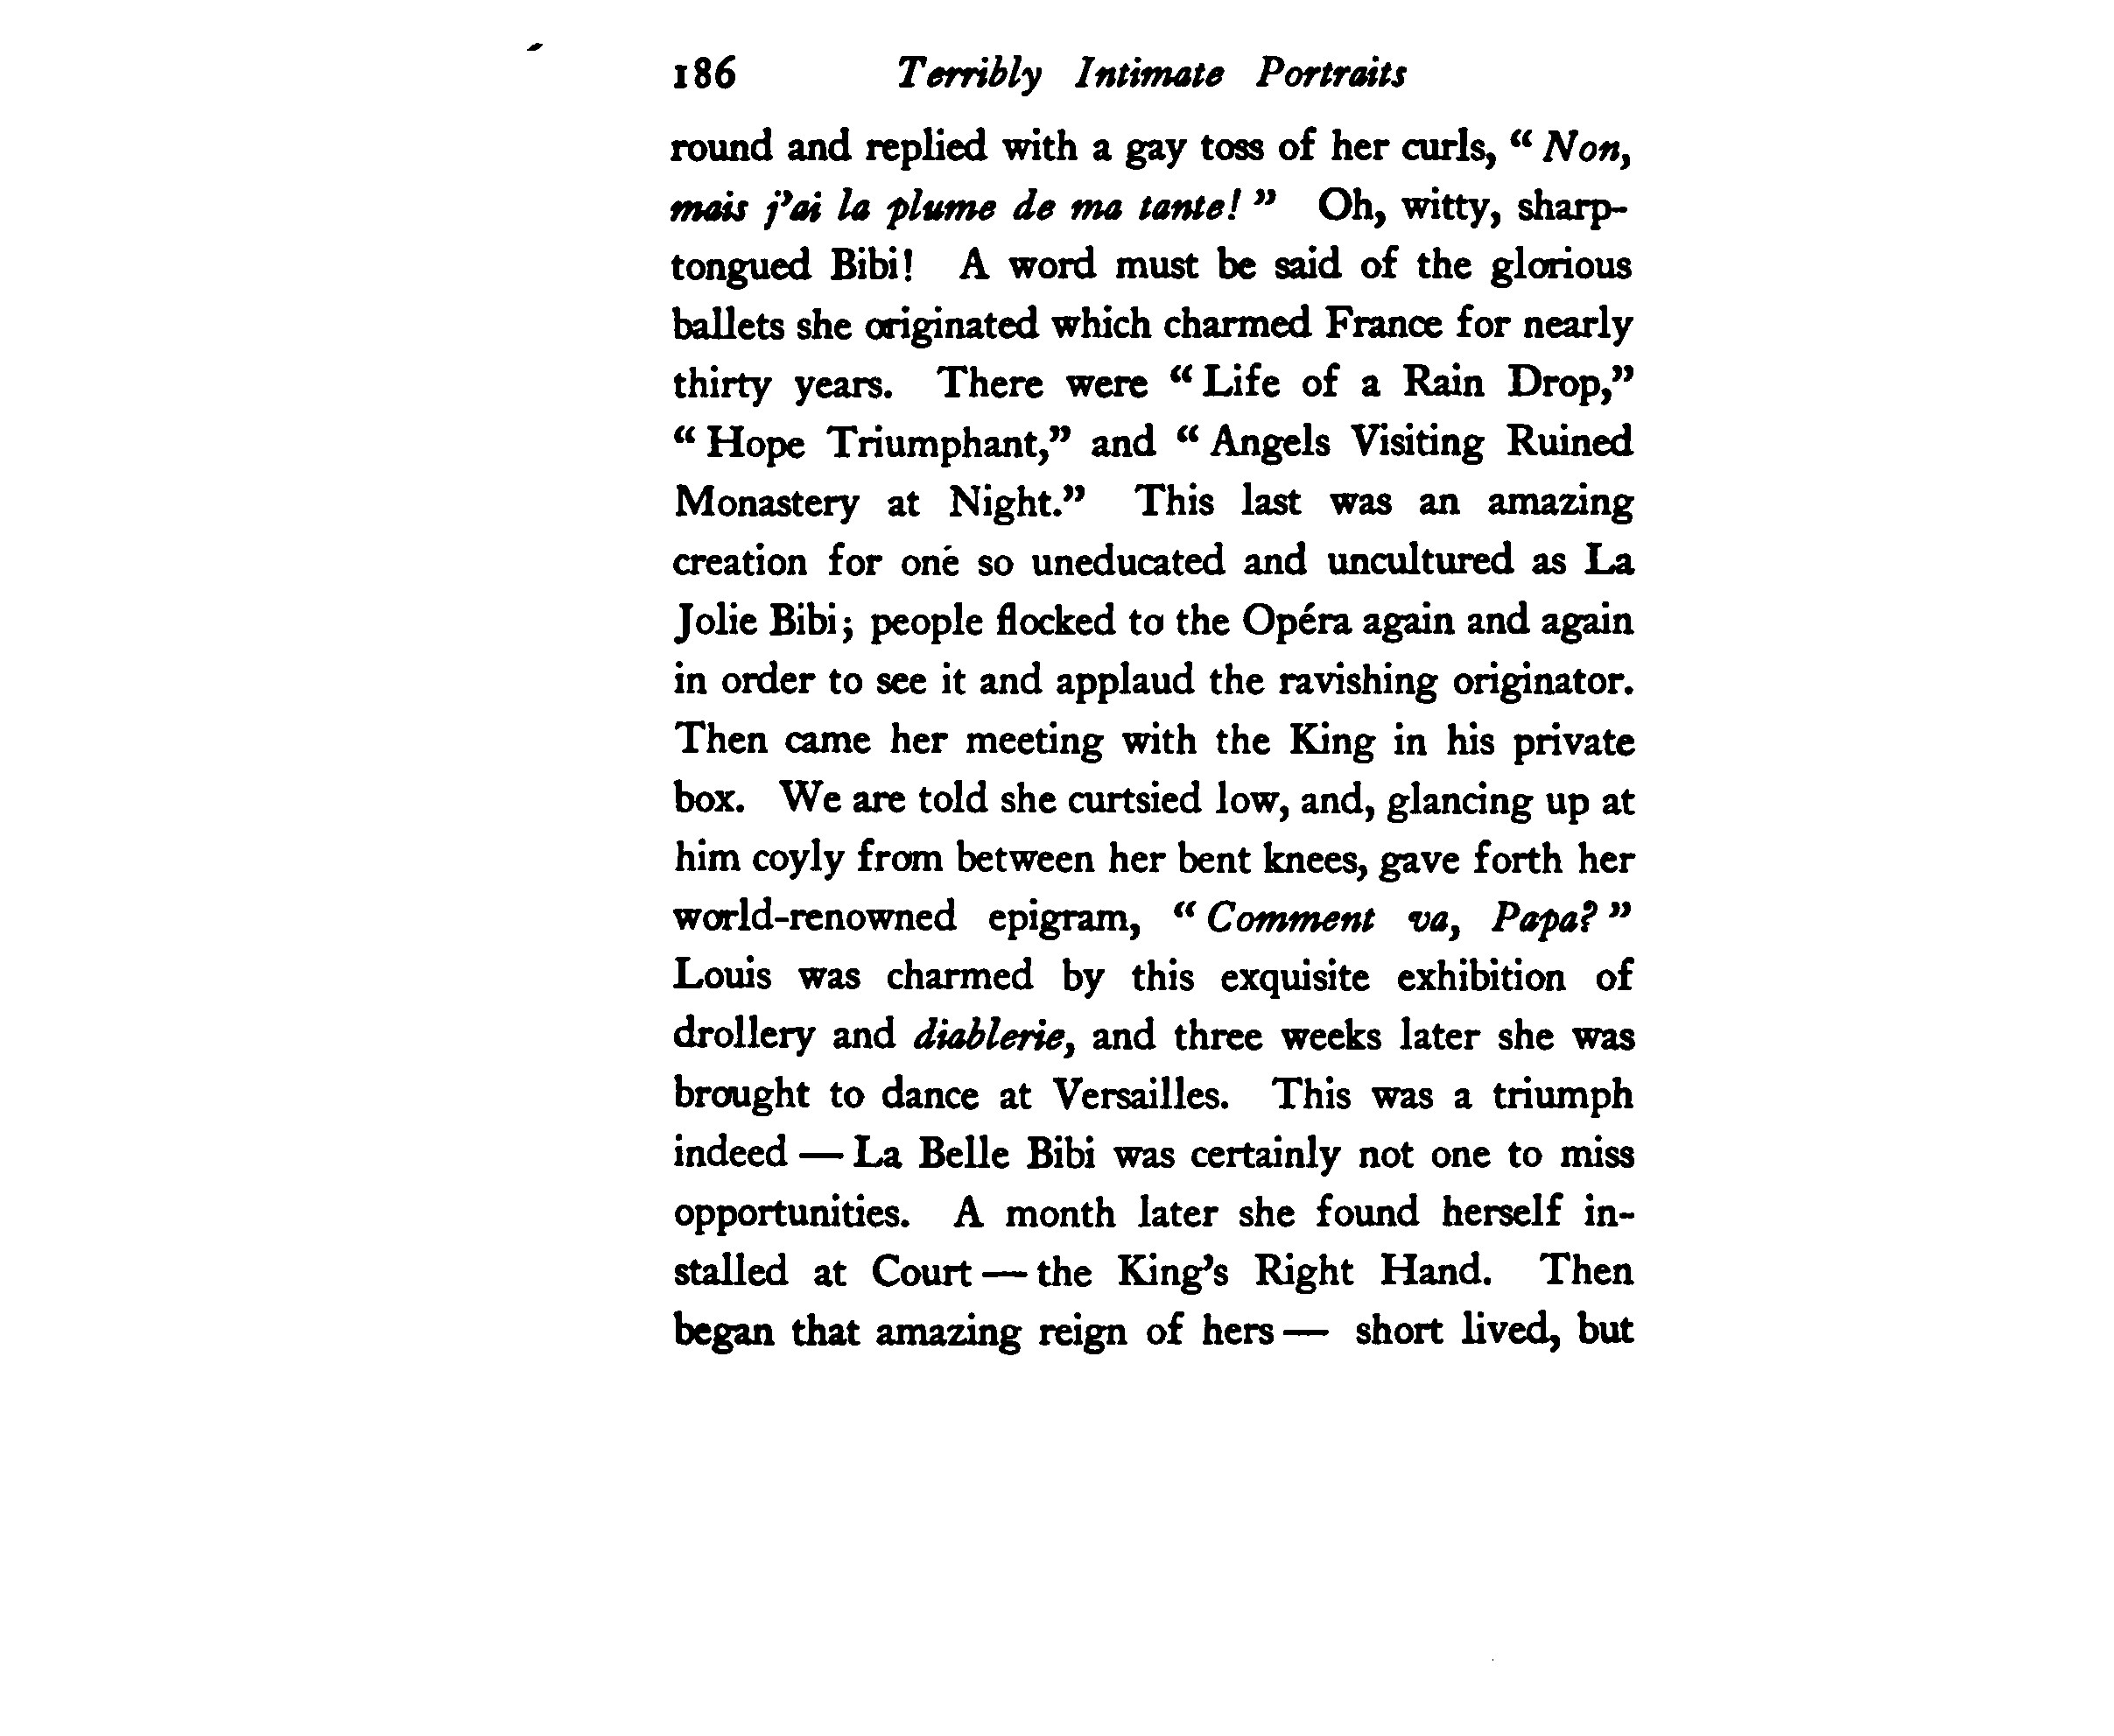 186 Terribly Intimate Portraits
round and replied with a gay toss of her curls, “Non,
mais j’ai la plume de ma tante!” Oh, witty, sharp-
tongued Bibi! A word must be said of the glorious
ballets she originated which charmed France for nearly
thirty years. There were “Life of a Rain Drop,”
“Hope Triumphant,” and “Angels Visiting Ruined
Monastery at Night.” This last was an amazing
creation for one so uneducated and uncultured as La
Jolie Bibi; people flocked to the Opéra again and again
in order to see it and applaud the ravishing originator.
Then came her meeting with the King in his private
box. We are told she curtsied low, and, glancing up at
him coyly from between her bent knees, gave forth her
world-renowned epigram, “Comment va, Papa?”
Louis was charmed by this exquisite exhibition of
drollery and diablerie, and three weeks later she was
brought to dance at Versailles. This was a triumph
indeed — La Belle Bibi was certainly not one to miss
opportunities. A month later she found herself in-
stalled at Court — the King’s Right Hand. Then
began that amazing reign of hers — short lived, but